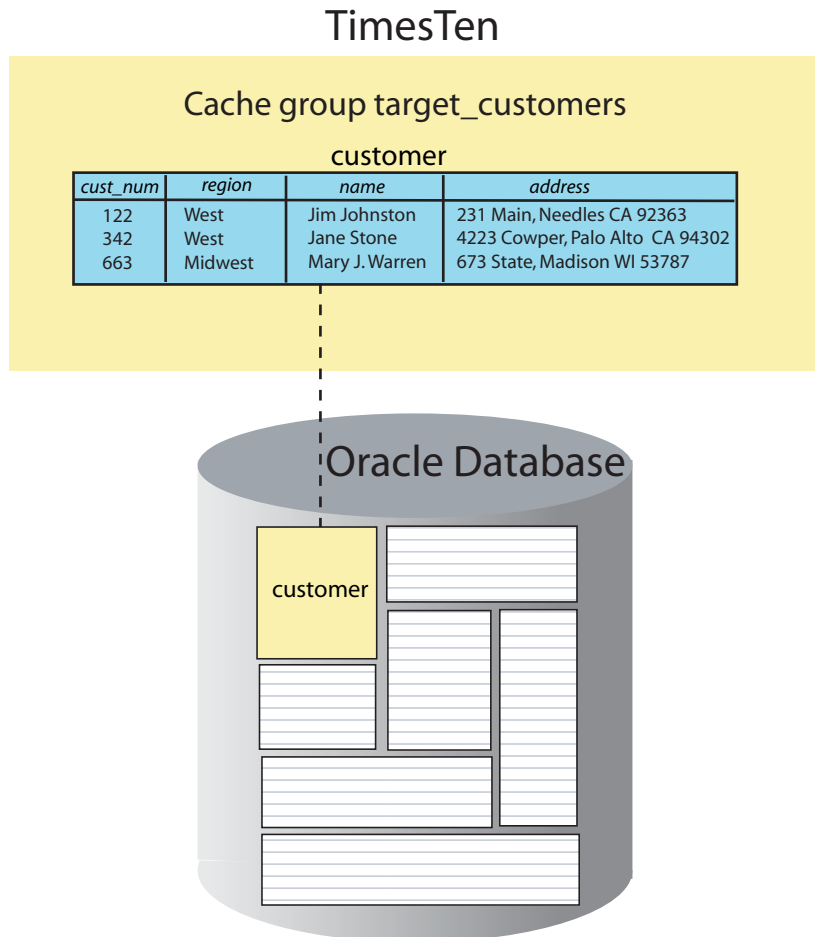 TimesTen
Cache group target_customers
customer
cust_num region name address
122 West Jim Johnston 231 Main, Needles CA 92363
342 West Jane Stone 4223 Cowper, Palo Alto CA 94302
663 Midwest Mary J. Warren 673 State, Madison WI 53787
Oracle Database
customer